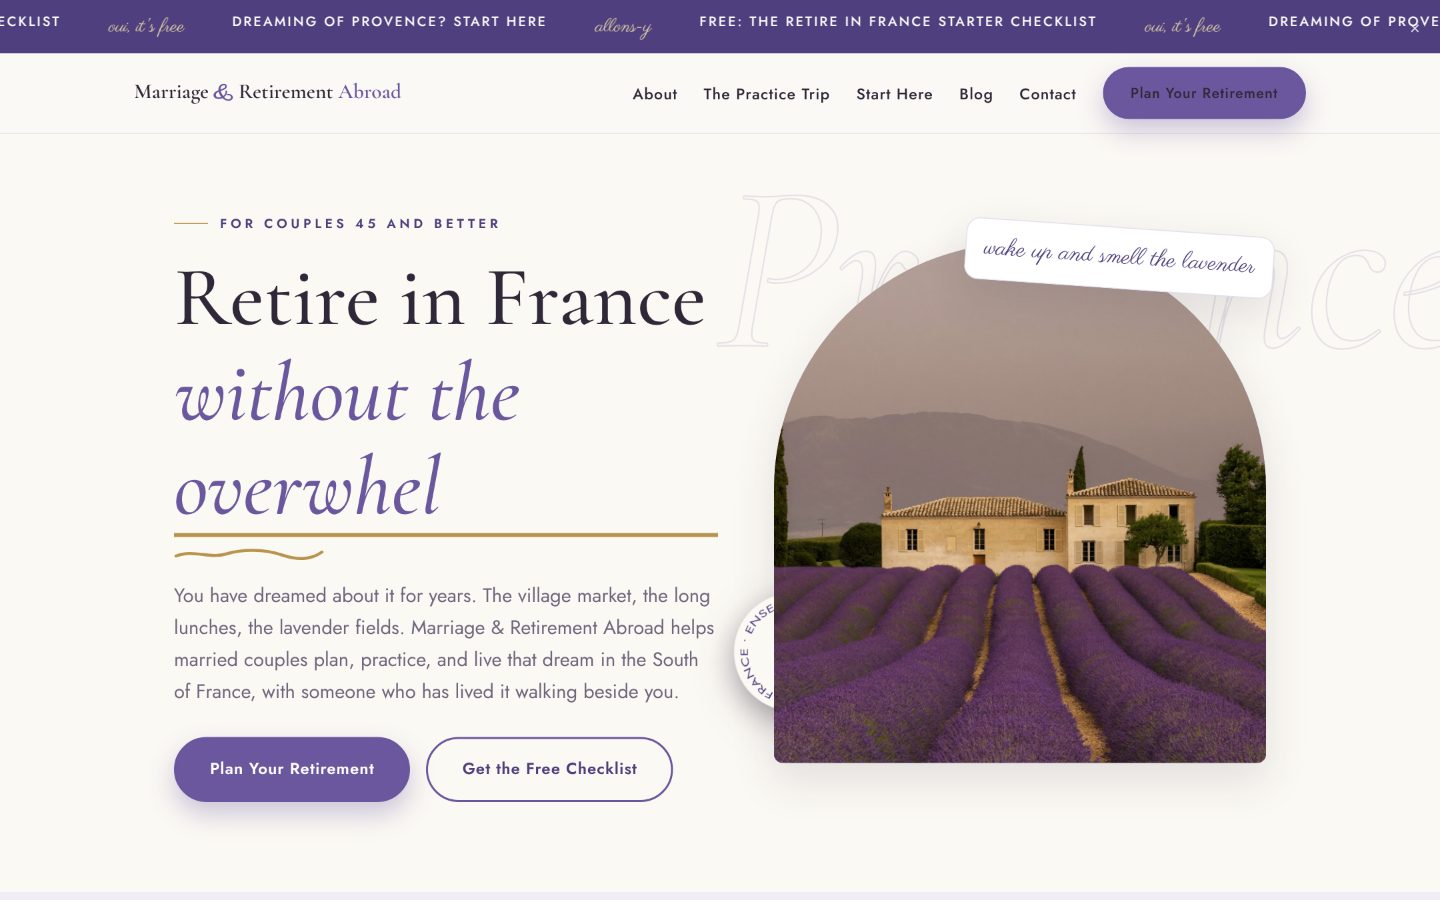 ECKLIST oui, it's free DREAMING OF PROVENCE? START HERE allons-y FREE: THE RETIRE IN FRANCE STARTER CHECKLIST oui, it's free DREAMING OF PROVE ×
Marriage & Retirement Abroad
About The Practice Trip Start Here Blog Contact Plan Your Retirement
FOR COUPLES 45 AND BETTER
wake up and smell the lavender
Retire in France
without the
overwhel
You have dreamed about it for years. The village market, the long
lunches, the lavender fields. Marriage & Retirement Abroad helps
married couples plan, practice, and live that dream in the South
of France, with someone who has lived it walking beside you.
FRANCE · ENSE
Plan Your Retirement Get the Free Checklist